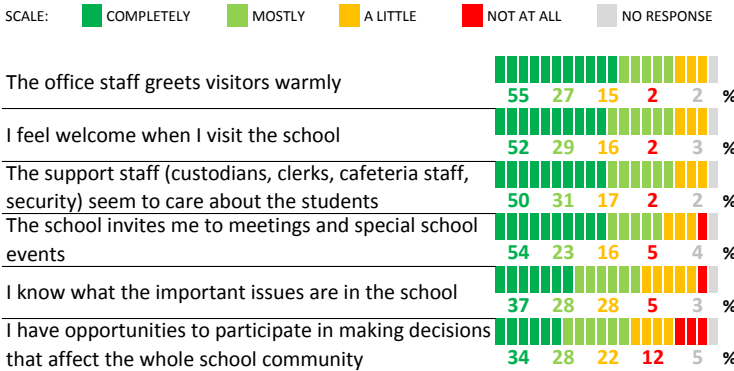 SCALE: COMPLETELY MOSTLY A LITTLE NOT AT ALL NO RESPONSE
The office staff greets visitors warmly
55 27 15 2 2 %
I feel welcome when I visit the school
52 29 16 2 3 %
The support staff (custodians, clerks, cafeteria staff,
security) seem to care about the students
50 31 17 2 2 %
The school invites me to meetings and special school
events
54 23 16 5 4 %
I know what the important issues are in the school
37 28 28 5 3 %
I have opportunities to participate in making decisions
that affect the whole school community
34 28 22 12 5 %